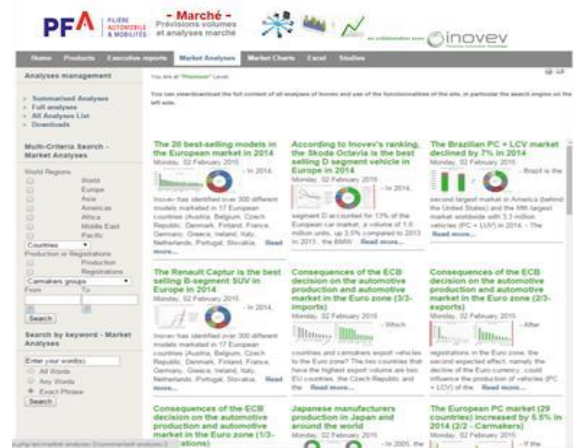 PFA
FILIÈRE
AUTOMOBILE
& MOBILITÉS
- Marché -
Prévisions volumes
et analyses marché
en collaboration avec
inovev
Home Products Executive reports Market Analyses Market Charts Excel Studies
Analyses management
Summarised Analyses
Full analyses
All Analyses List
Downloads
Multi-Criteria Search -
Market Analyses
World Regions
World
Europe
Asia
Americas
Africa
Middle East
Pacific
Countries
Production or Registrations
Production
Registrations
Carmakers groups
From To
Search
Search by keyword - Market
Analyses
Enter your word(s)
All Words
Any Words
Exact Phrase
Search
You are at "Premium" Level
You can view/download the full content of all analyses of Inovev and use of the functionnalities of the site, in particular the search engine on the
left side.
The 20 best-selling models in
the European market in 2014
Monday, 02 February 2015
- In 2014,
Inovev has identified over 300 different
models marketed in 17 European
countries (Austria, Belgium, Czech
Republic, Denmark, Finland, France,
Germany, Greece, Ireland, Italy,
Netherlands, Portugal, Slovakia, Read
more...
According to Inovev's ranking,
the Skoda Octavia is the best
selling D segment vehicle in
Europe in 2014
Monday, 02 February 2015
- In 2014,
segment D accounted for 13% of the
European car market, a volume of 1.6
million units, up 3.5% compared to 2013
In 2013, the BMW Read more...
The Brazilian PC + LCV market
declined by 7% in 2014
Monday, 02 February 2015
- Brazil is the
second largest market in America (behind
the United States) and the fifth largest
market worldwide with 3.3 million
vehicles (PC + LUV) in 2014. - The
Read more...
The Renault Captur is the best
selling B-segment SUV in
Europe in 2014
Monday, 02 February 2015
- In 2014,
Inovev has identified over 300 different
models marketed in 17 European
countries (Austria, Belgium, Czech
Republic, Denmark, Finland, France,
Germany, Greece, Ireland, Italy,
Netherlands, Portugal, Slovakia, Read
more...
Consequences of the ECB
decision on the automotive
production and automotive
market in the Euro zone (3/3-
imports)
Monday, 02 February 2015
- Which
countries and carmakers export vehicles
to the Euro zone? The two countries that
have the highest export volume are two
EU countries, the Czech Republic and
the Read more...
Consequences of the ECB
decision on the automotive
production and automotive
market in the Euro zone (2/3-
exports)
Monday, 02 February 2015
- After
registrations in the Euro zone, the
second expected effect, namely the
decline of the Euro currency, could
influence the production of vehicles (PC
+ LCV) of the Read more...
Consequences of the ECB
decision on the automotive
production and automotive
market in the Euro zone (1/3-
Japanese manufacturers
production in Japan and
around the world
Monday, 02 February 2015
- In 2005, the
The European PC market (29
countries) increased by 5.5% in
2014 (2/2 - Carmakers)
Monday, 02 February 2015
- If the